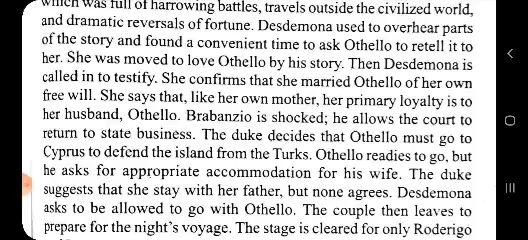 which was full of harrowing battles, travels outside the civilized world,
and dramatic reversals of fortune. Desdemona used to overhear parts
of the story and found a convenient time to ask Othello to retell it to
her. She was moved to love Othello by his story. Then Desdemona is
called in to testify. She confirms that she married Othello of her own
free will. She says that, like her own mother, her primary loyalty is to
her husband, Othello. Brabanzio is shocked; he allows the court to
return to state business. The duke decides that Othello must go to
Cyprus to defend the island from the Turks. Othello readies to go, but
he asks for appropriate accommodation for his wife. The duke
suggests that she stay with her father, but none agrees. Desdemona
asks to be allowed to go with Othello. The couple then leaves to
prepare for the night's voyage. The stage is cleared for only Roderigo